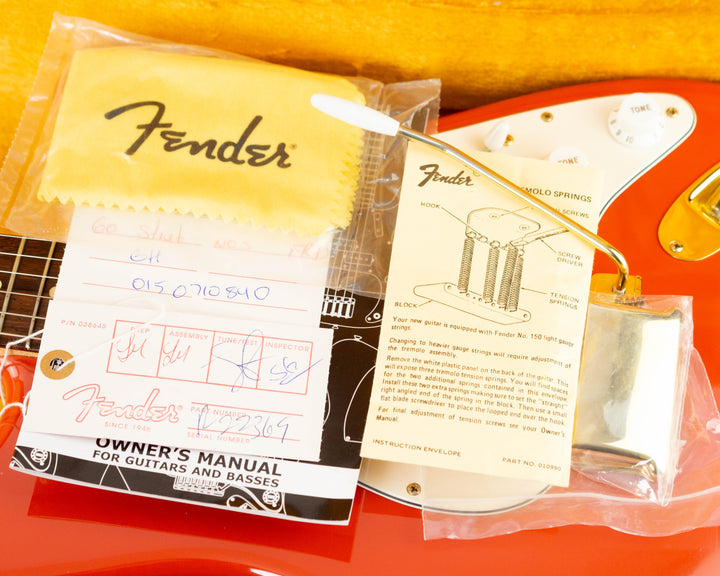 Fender
60 Strat NOS FRD
GH
015 0710 840
P/N 028645
PREP ASSEMBLY TUNE/TEST INSPECTOR
Fender
SINCE 1946
PART NUMBER
R22369
SERIAL NUMBER
OWNER'S MANUAL
FOR GUITARS AND BASSES
Fender
TREMOLO SPRINGS
SCREWS
HOOK
SCREW
DRIVER
TENSION
SPRINGS
BLOCK
Your new guitar is equipped with Fender No. 150 light gauge
strings.
Changing to heavier gauge strings will require adjustment of
the tremolo assembly.
Remove the white plastic panel on the back of the guitar. This
will expose three tremolo tension springs. You will find spaces
for the two additional springs contained in this envelope.
Install these two extra springs making sure to set the "straight"
right angled end of the spring in the block. Then use a small
flat blade screwdriver to place the looped end over the hook.
For final adjustment of tension screws see your Owner's
Manual.
INSTRUCTION ENVELOPE
PART NO. 010990
TONE
TONE